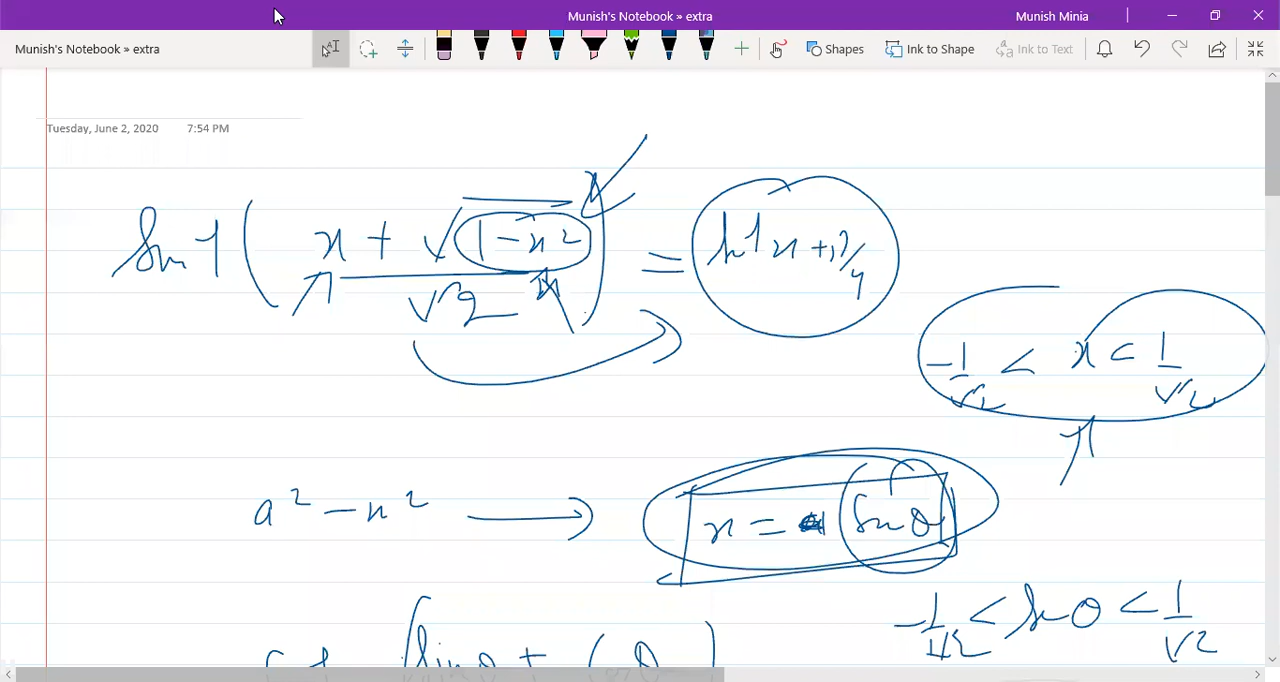 Munish's Notebook » extra
Munish Minia
Munish's Notebook » extra
Shapes
Ink to Shape
Ink to Text
Tuesday, June 2, 2020 7:54 PM
Sin⁻¹( (x + √(1-x²)) / √2 ) = sin⁻¹x + π/4
-1/√2 < x < 1/√2
a² - x² → x = a sinθ
-1/√2 < sinθ < 1/√2
sinθ + cosθ